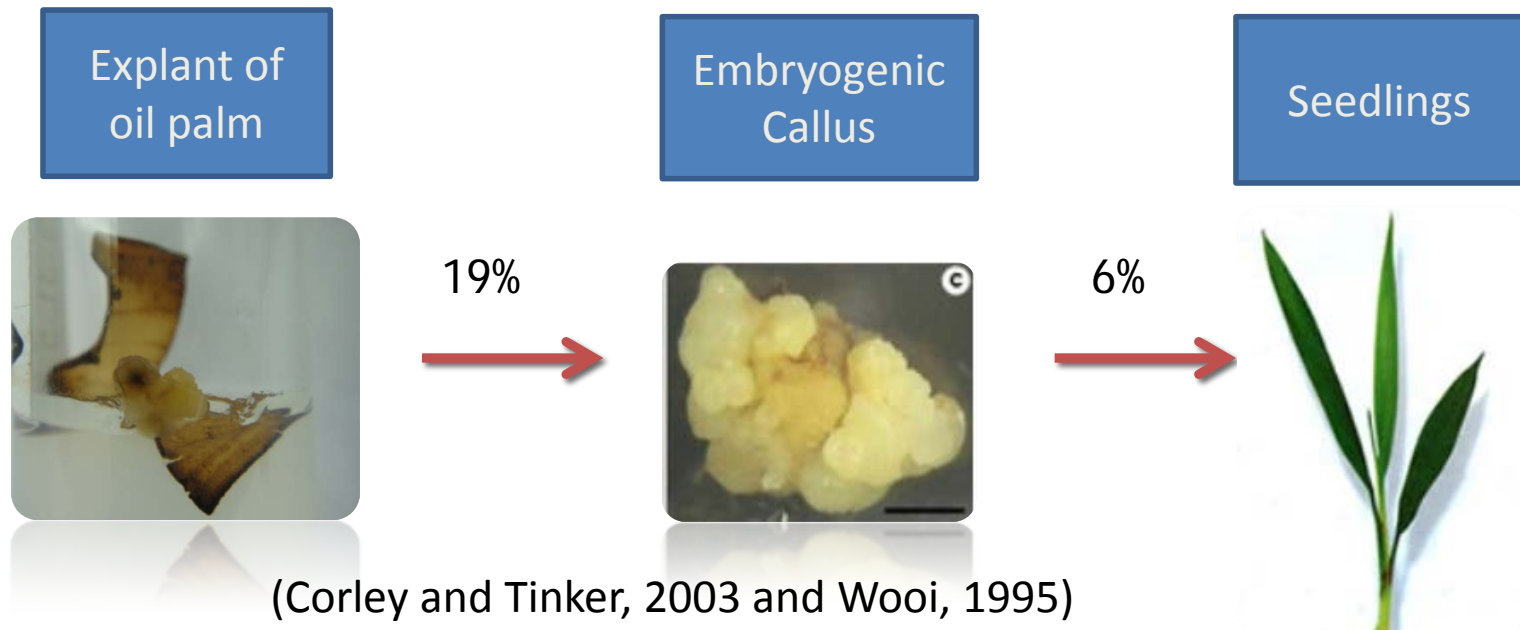 Explant of
oil palm
Embryogenic
Callus
Seedlings
19%
6%
C
(Corley and Tinker, 2003 and Wooi, 1995)